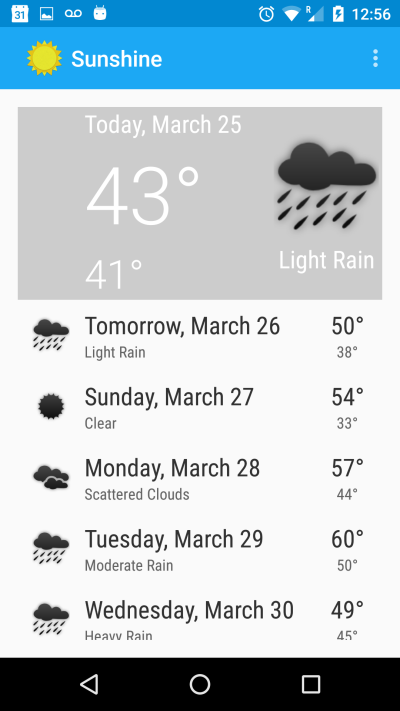 31
R
12:56
Sunshine
Today, March 25
43°
41°
Light Rain
Tomorrow, March 26 50°
Light Rain 38°
Sunday, March 27 54°
Clear 33°
Monday, March 28 57°
Scattered Clouds 44°
Tuesday, March 29 60°
Moderate Rain 50°
Wednesday, March 30 49°
Heavy Rain 45°